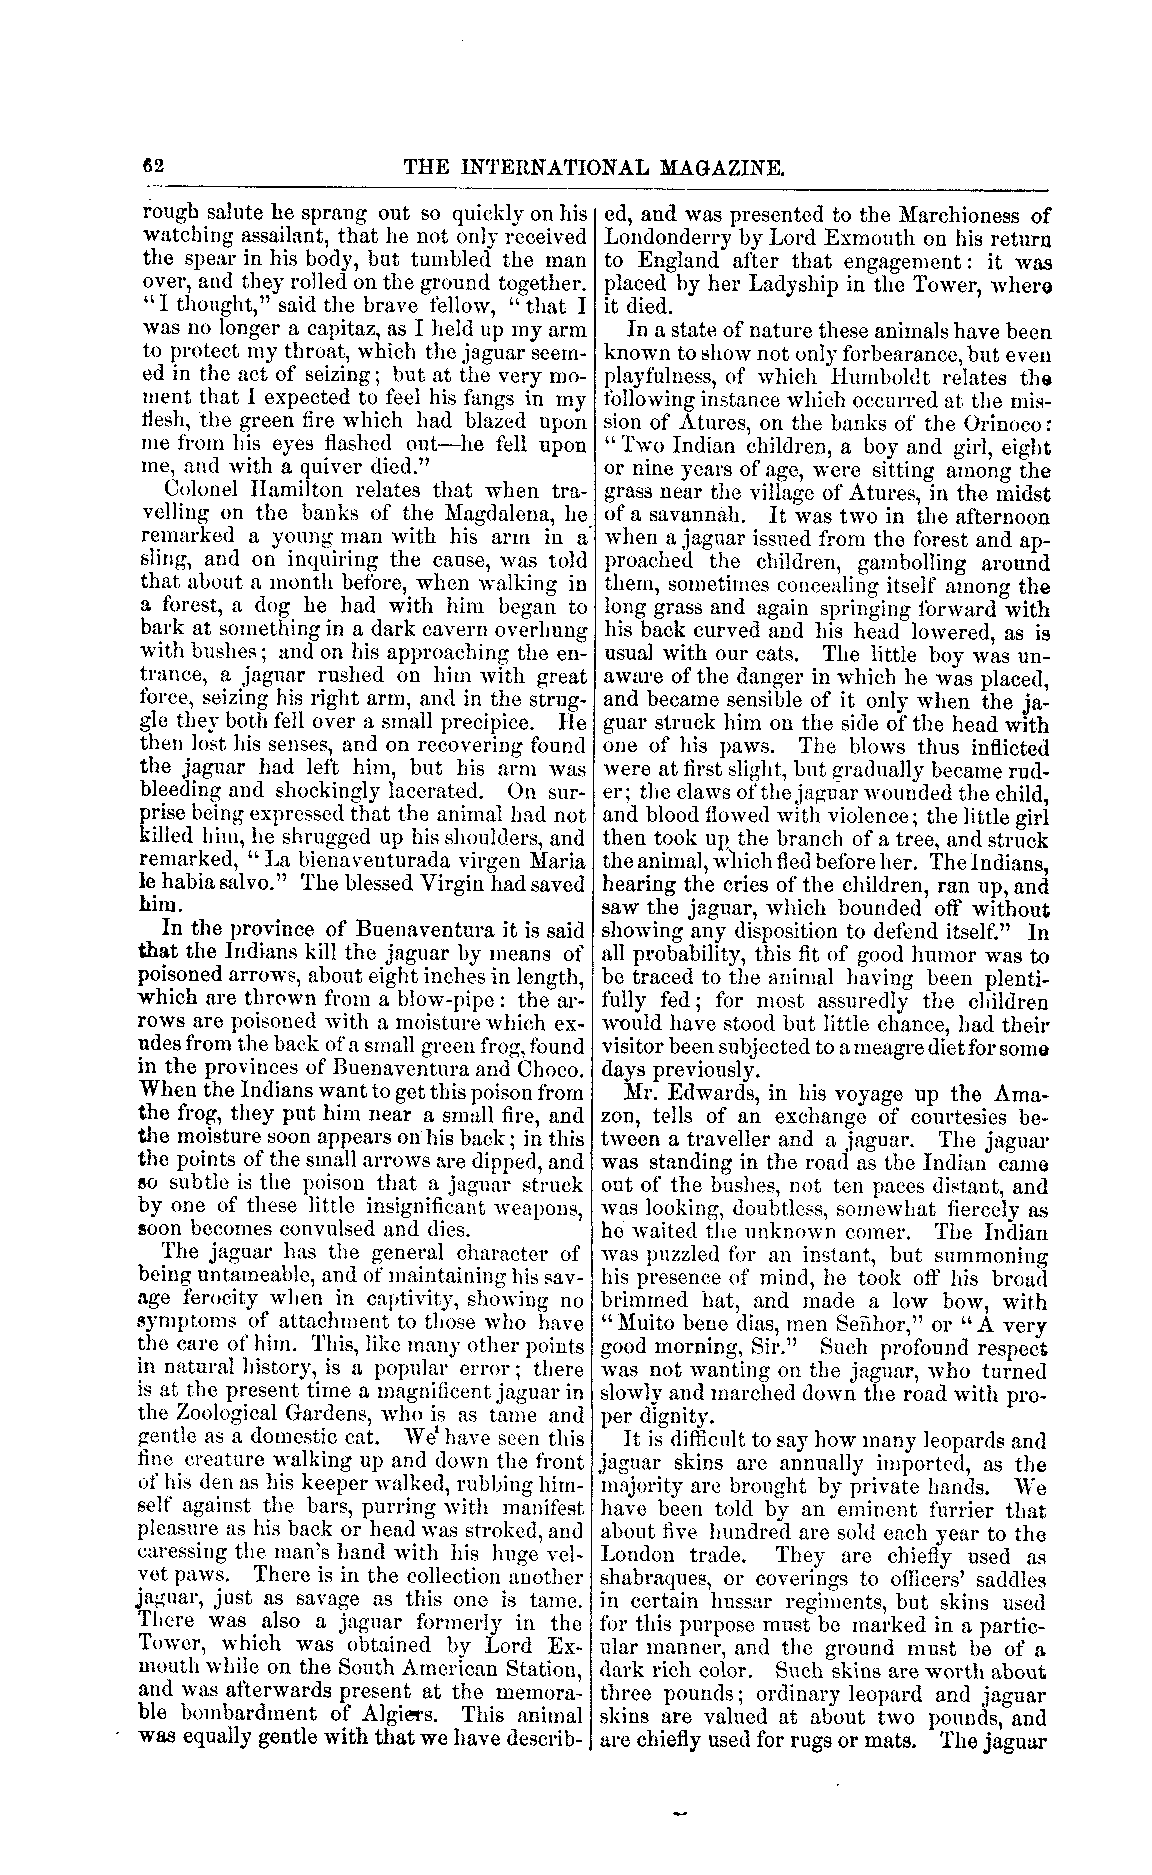 62 THE INTERNATIONAL MAGAZINE.
rough salute he sprang out so quickly on his
watching assailant, that he not only received
the spear in his body, but tumbled the man
over, and they rolled on the ground together.
"I thought," said the brave fellow, "that I
was no longer a capitaz, as I held up my arm
to protect my throat, which the jaguar seem-
ed in the act of seizing; but at the very mo-
ment that I expected to feel his fangs in my
flesh, the green fire which had blazed upon
me from his eyes flashed out—he fell upon
me, and with a quiver died."
Colonel Hamilton relates that when tra-
velling on the banks of the Magdalena, he
remarked a young man with his arm in a
sling, and on inquiring the cause, was told
that about a month before, when walking in
a forest, a dog he had with him began to
bark at something in a dark cavern overhung
with bushes; and on his approaching the en-
trance, a jaguar rushed on him with great
force, seizing his right arm, and in the strug-
gle they both fell over a small precipice. He
then lost his senses, and on recovering found
the jaguar had left him, but his arm was
bleeding and shockingly lacerated. On sur-
prise being expressed that the animal had not
killed him, he shrugged up his shoulders, and
remarked, "La bienaventurada virgen Maria
le habia salvo." The blessed Virgin had saved
him.
In the province of Buenaventura it is said
that the Indians kill the jaguar by means of
poisoned arrows, about eight inches in length,
which are thrown from a blow-pipe: the ar-
rows are poisoned with a moisture which ex-
udes from the back of a small green frog, found
in the provinces of Buenaventura and Choco.
When the Indians want to get this poison from
the frog, they put him near a small fire, and
the moisture soon appears on his back; in this
the points of the small arrows are dipped, and
so subtle is the poison that a jaguar struck
by one of these little insignificant weapons,
soon becomes convulsed and dies.
The jaguar has the general character of
being untameable, and of maintaining his sav-
age ferocity when in captivity, showing no
symptoms of attachment to those who have
the care of him. This, like many other points
in natural history, is a popular error; there
is at the present time a magnificent jaguar in
the Zoological Gardens, who is as tame and
gentle as a domestic cat. We have seen this
fine creature walking up and down the front
of his den as his keeper walked, rubbing him-
self against the bars, purring with manifest
pleasure as his back or head was stroked, and
caressing the man's hand with his huge vel-
vet paws. There is in the collection another
jaguar, just as savage as this one is tame.
There was also a jaguar formerly in the
Tower, which was obtained by Lord Ex-
mouth while on the South American Station,
and was afterwards present at the memora-
ble bombardment of Algiers. This animal
was equally gentle with that we have describ-
ed, and was presented to the Marchioness of
Londonderry by Lord Exmouth on his return
to England after that engagement: it was
placed by her Ladyship in the Tower, where
it died.
In a state of nature these animals have been
known to show not only forbearance, but even
playfulness, of which Humboldt relates the
following instance which occurred at the mis-
sion of Atures, on the banks of the Orinoco:
"Two Indian children, a boy and girl, eight
or nine years of age, were sitting among the
grass near the village of Atures, in the midst
of a savannah. It was two in the afternoon
when a jaguar issued from the forest and ap-
proached the children, gambolling around
them, sometimes concealing itself among the
long grass and again springing forward with
his back curved and his head lowered, as is
usual with our cats. The little boy was un-
aware of the danger in which he was placed,
and became sensible of it only when the ja-
guar struck him on the side of the head with
one of his paws. The blows thus inflicted
were at first slight, but gradually became rud-
er; the claws of the jaguar wounded the child,
and blood flowed with violence; the little girl
then took up the branch of a tree, and struck
the animal, which fled before her. The Indians,
hearing the cries of the children, ran up, and
saw the jaguar, which bounded off without
showing any disposition to defend itself." In
all probability, this fit of good humor was to
be traced to the animal having been plenti-
fully fed; for most assuredly the children
would have stood but little chance, had their
visitor been subjected to a meagre diet for some
days previously.
Mr. Edwards, in his voyage up the Ama-
zon, tells of an exchange of courtesies be-
tween a traveller and a jaguar. The jaguar
was standing in the road as the Indian came
out of the bushes, not ten paces distant, and
was looking, doubtless, somewhat fiercely as
he waited the unknown comer. The Indian
was puzzled for an instant, but summoning
his presence of mind, he took off his broad
brimmed hat, and made a low bow, with
"Muito bene dias, men Señhor," or "A very
good morning, Sir." Such profound respect
was not wanting on the jaguar, who turned
slowly and marched down the road with pro-
per dignity.
It is difficult to say how many leopards and
jaguar skins are annually imported, as the
majority are brought by private hands. We
have been told by an eminent furrier that
about five hundred are sold each year to the
London trade. They are chiefly used as
shabraques, or coverings to officers' saddles
in certain hussar regiments, but skins used
for this purpose must be marked in a partic-
ular manner, and the ground must be of a
dark rich color. Such skins are worth about
three pounds; ordinary leopard and jaguar
skins are valued at about two pounds, and
are chiefly used for rugs or mats. The jaguar